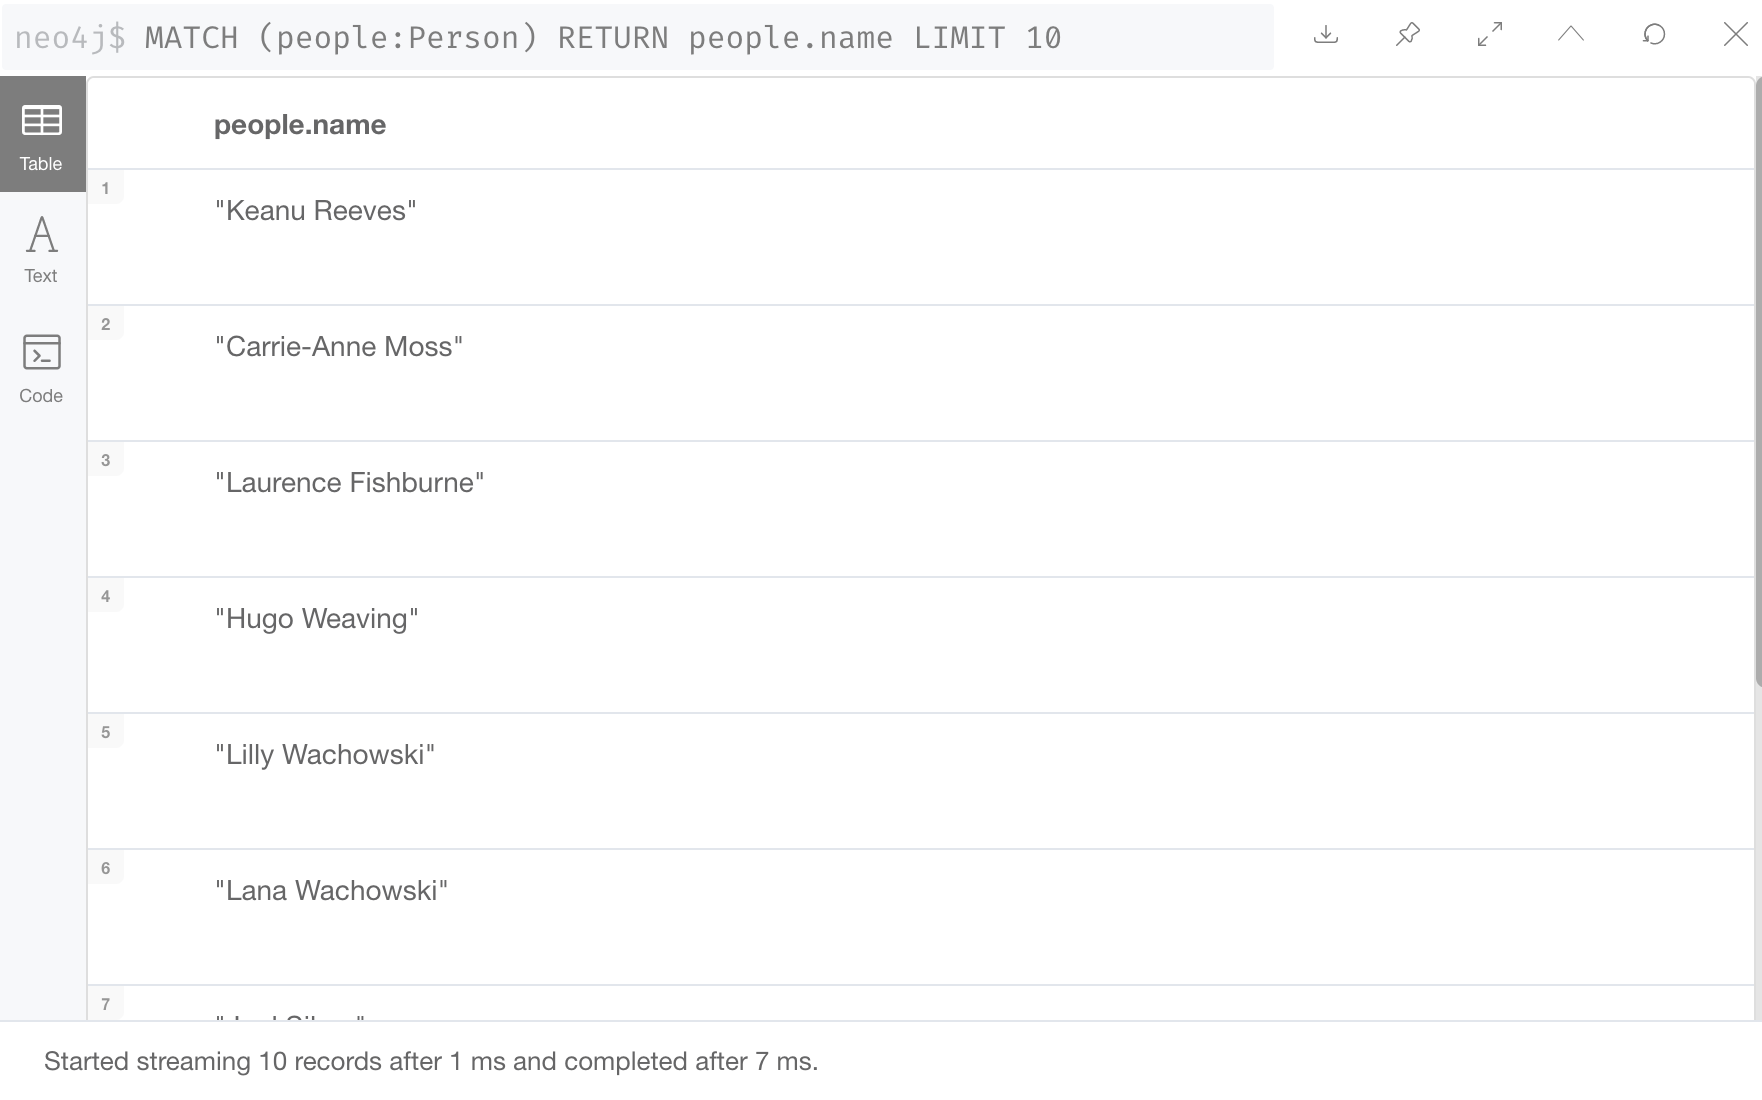 neo4j$ MATCH (people:Person) RETURN people.name LIMIT 10
people.name
Table
1
"Keanu Reeves"
Text
2
"Carrie-Anne Moss"
Code
3
"Laurence Fishburne"
4
"Hugo Weaving"
5
"Lilly Wachowski"
6
"Lana Wachowski"
7
Started streaming 10 records after 1 ms and completed after 7 ms.